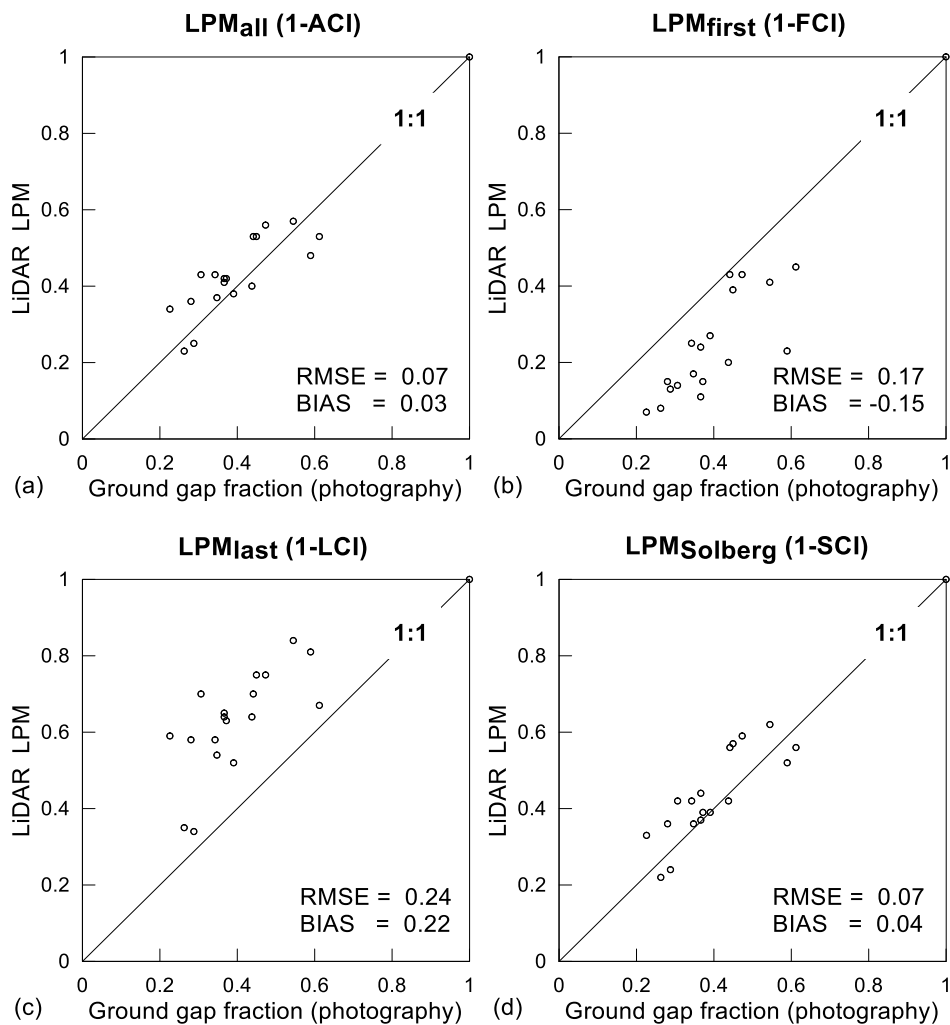 LPMall (1-ACI)
1
0.8
0.6
0.4
0.2
0
LiDAR LPM
1:1
RMSE = 0.07
BIAS = 0.03
0 0.2 0.4 0.6 0.8 1
(a) Ground gap fraction (photography)
LPMfirst (1-FCI)
1
0.8
0.6
0.4
0.2
0
LiDAR LPM
1:1
RMSE = 0.17
BIAS = -0.15
0 0.2 0.4 0.6 0.8 1
(b) Ground gap fraction (photography)
LPMlast (1-LCI)
1
0.8
0.6
0.4
0.2
0
LiDAR LPM
1:1
RMSE = 0.24
BIAS = 0.22
0 0.2 0.4 0.6 0.8 1
(c) Ground gap fraction (photography)
LPMSolberg (1-SCI)
1
0.8
0.6
0.4
0.2
0
LiDAR LPM
1:1
RMSE = 0.07
BIAS = 0.04
0 0.2 0.4 0.6 0.8 1
(d) Ground gap fraction (photography)